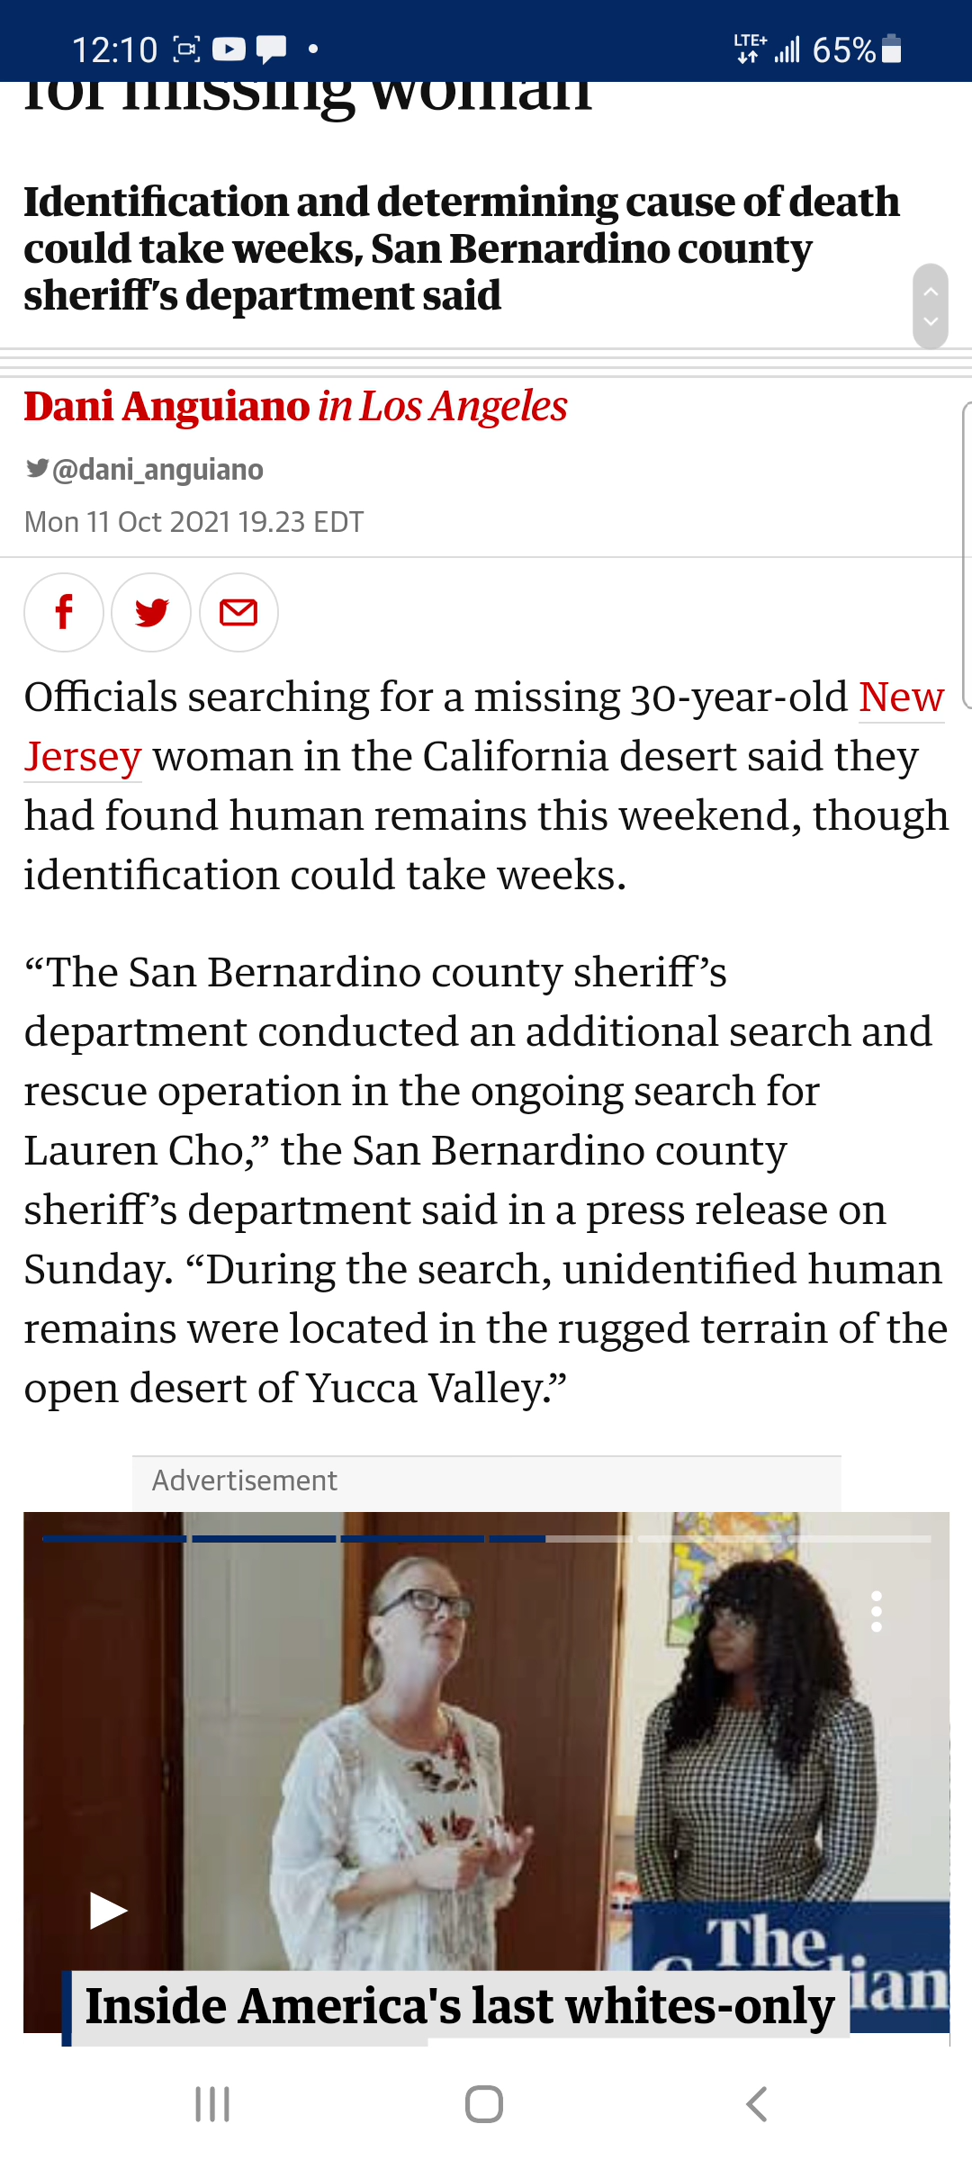 12:10
LTE+ 65%
for missing woman
Identification and determining cause of death
could take weeks, San Bernardino county
sheriff’s department said
Dani Anguiano in Los Angeles
@dani_anguiano
Mon 11 Oct 2021 19.23 EDT
f
Officials searching for a missing 30-year-old New
Jersey woman in the California desert said they
had found human remains this weekend, though
identification could take weeks.
“The San Bernardino county sheriff’s
department conducted an additional search and
rescue operation in the ongoing search for
Lauren Cho,” the San Bernardino county
sheriff’s department said in a press release on
Sunday. “During the search, unidentified human
remains were located in the rugged terrain of the
open desert of Yucca Valley.”
Advertisement
The
Inside America's last whites-only